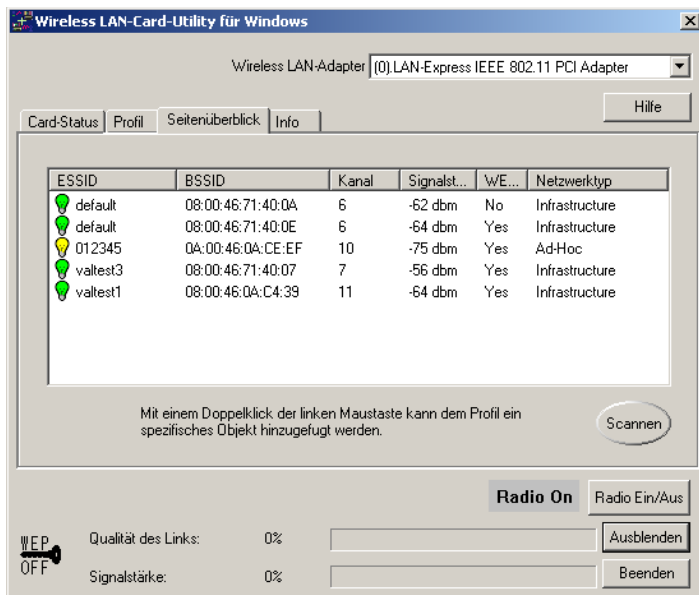 Wireless LAN-Card-Utility für Windows
Wireless LAN-Adapter (0).LAN-Express IEEE 802.11 PCI Adapter
Hilfe
Card-Status Profil Seitenüberblick Info
ESSID BSSID Kanal Signalst... WE... Netzwerktyp
default 08:00:46:71:40:0A 6 -62 dbm No Infrastructure
default 08:00:46:71:40:0E 6 -64 dbm Yes Infrastructure
012345 0A:00:46:0A:CE:EF 10 -75 dbm Yes Ad-Hoc
valtest3 08:00:46:71:40:07 7 -56 dbm Yes Infrastructure
valtest1 08:00:46:0A:C4:39 11 -64 dbm Yes Infrastructure
Mit einem Doppelklick der linken Maustaste kann dem Profil ein
spezifisches Objekt hinzugefugt werden.
Scannen
Radio On Radio Ein/Aus
WEP
OFF
Qualität des Links: 0% Ausblenden
Signalstärke: 0% Beenden